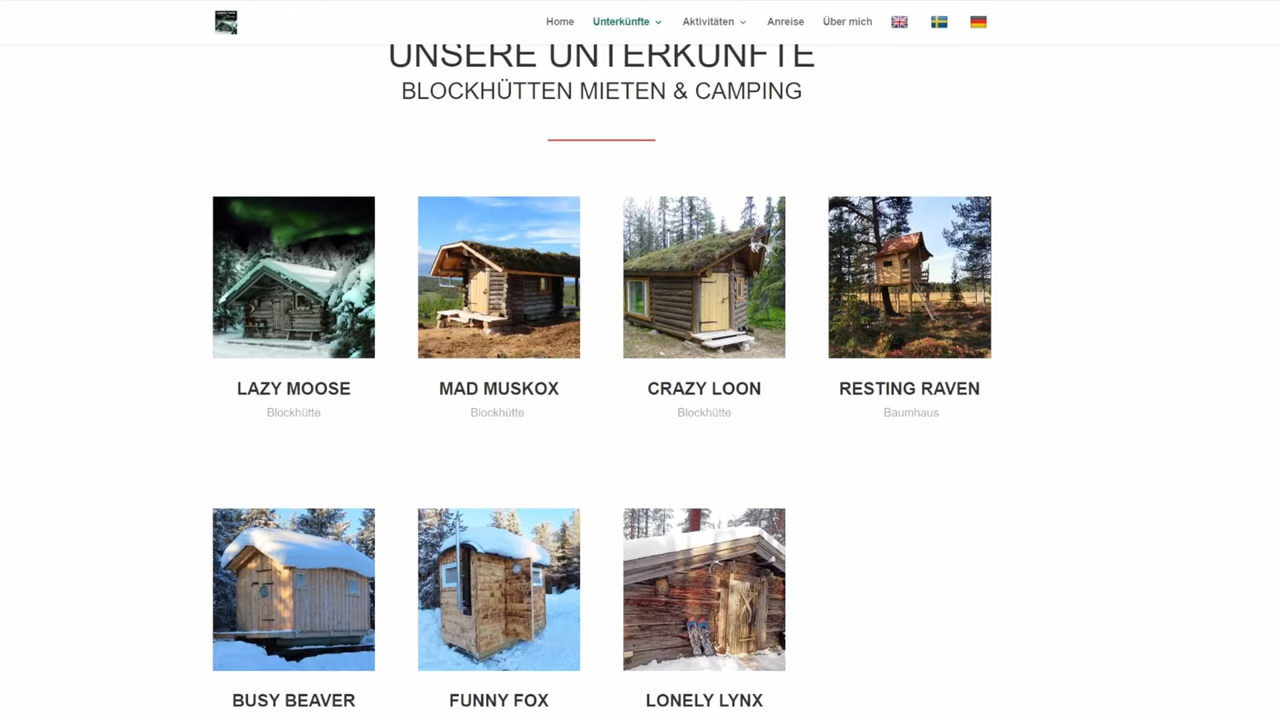 Home Unterkünfte Aktivitäten Anreise Über mich
UNSERE UNTERKÜNFTE
BLOCKHÜTTEN MIETEN & CAMPING
LAZY MOOSE MAD MUSKOX CRAZY LOON RESTING RAVEN
Blockhütte Blockhütte Blockhütte Baumhaus
BUSY BEAVER FUNNY FOX LONELY LYNX